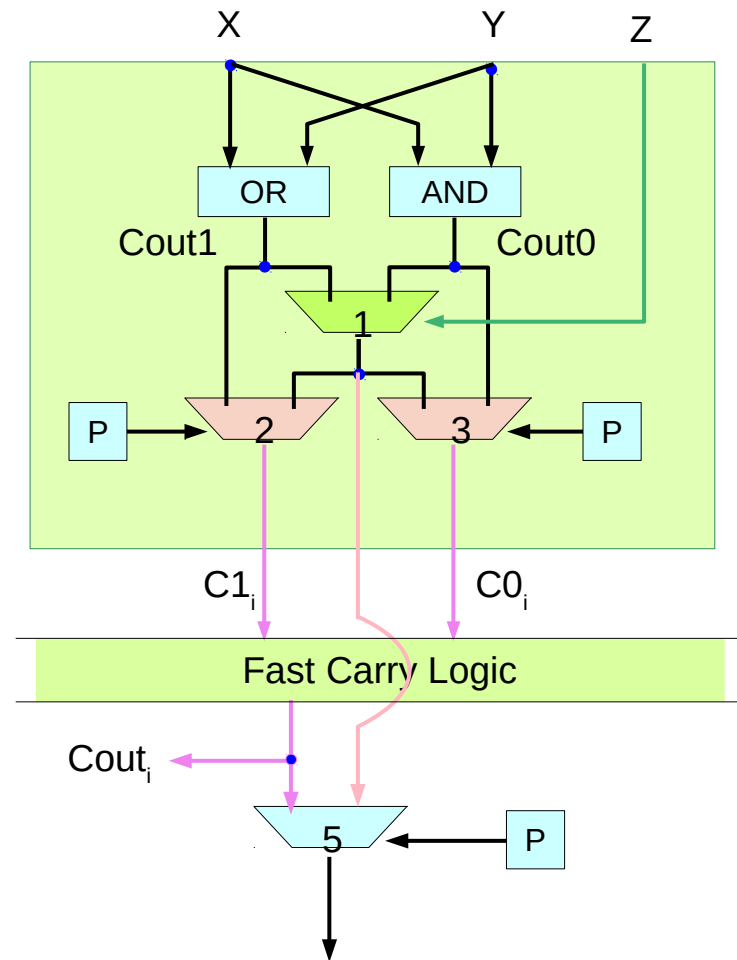 X
Y
Z
OR
AND
Cout1
Cout0
1
P
2
3
P
C1i
C0i
Fast Carry Logic
Couti
5
P